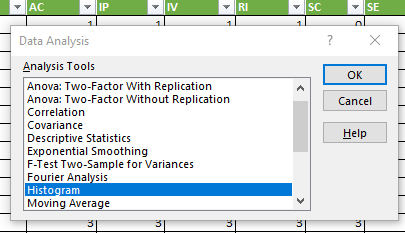 AC IP IV RI SC SE
1 1 1 1 0
Data Analysis ? ×
Analysis Tools
Anova: Two-Factor With Replication
Anova: Two-Factor Without Replication
Correlation
Covariance
Descriptive Statistics
Exponential Smoothing
F-Test Two-Sample for Variances
Fourier Analysis
Histogram
Moving Average
OK
Cancel
Help
3 3 3 3 3